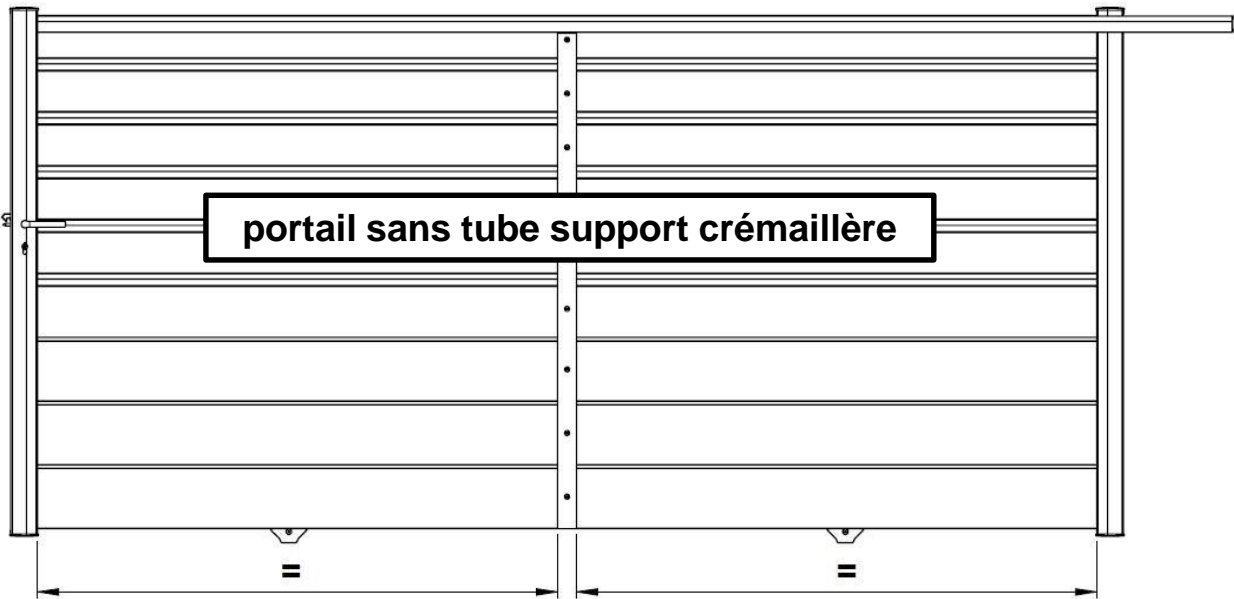 portail sans tube support crémaillère
= =